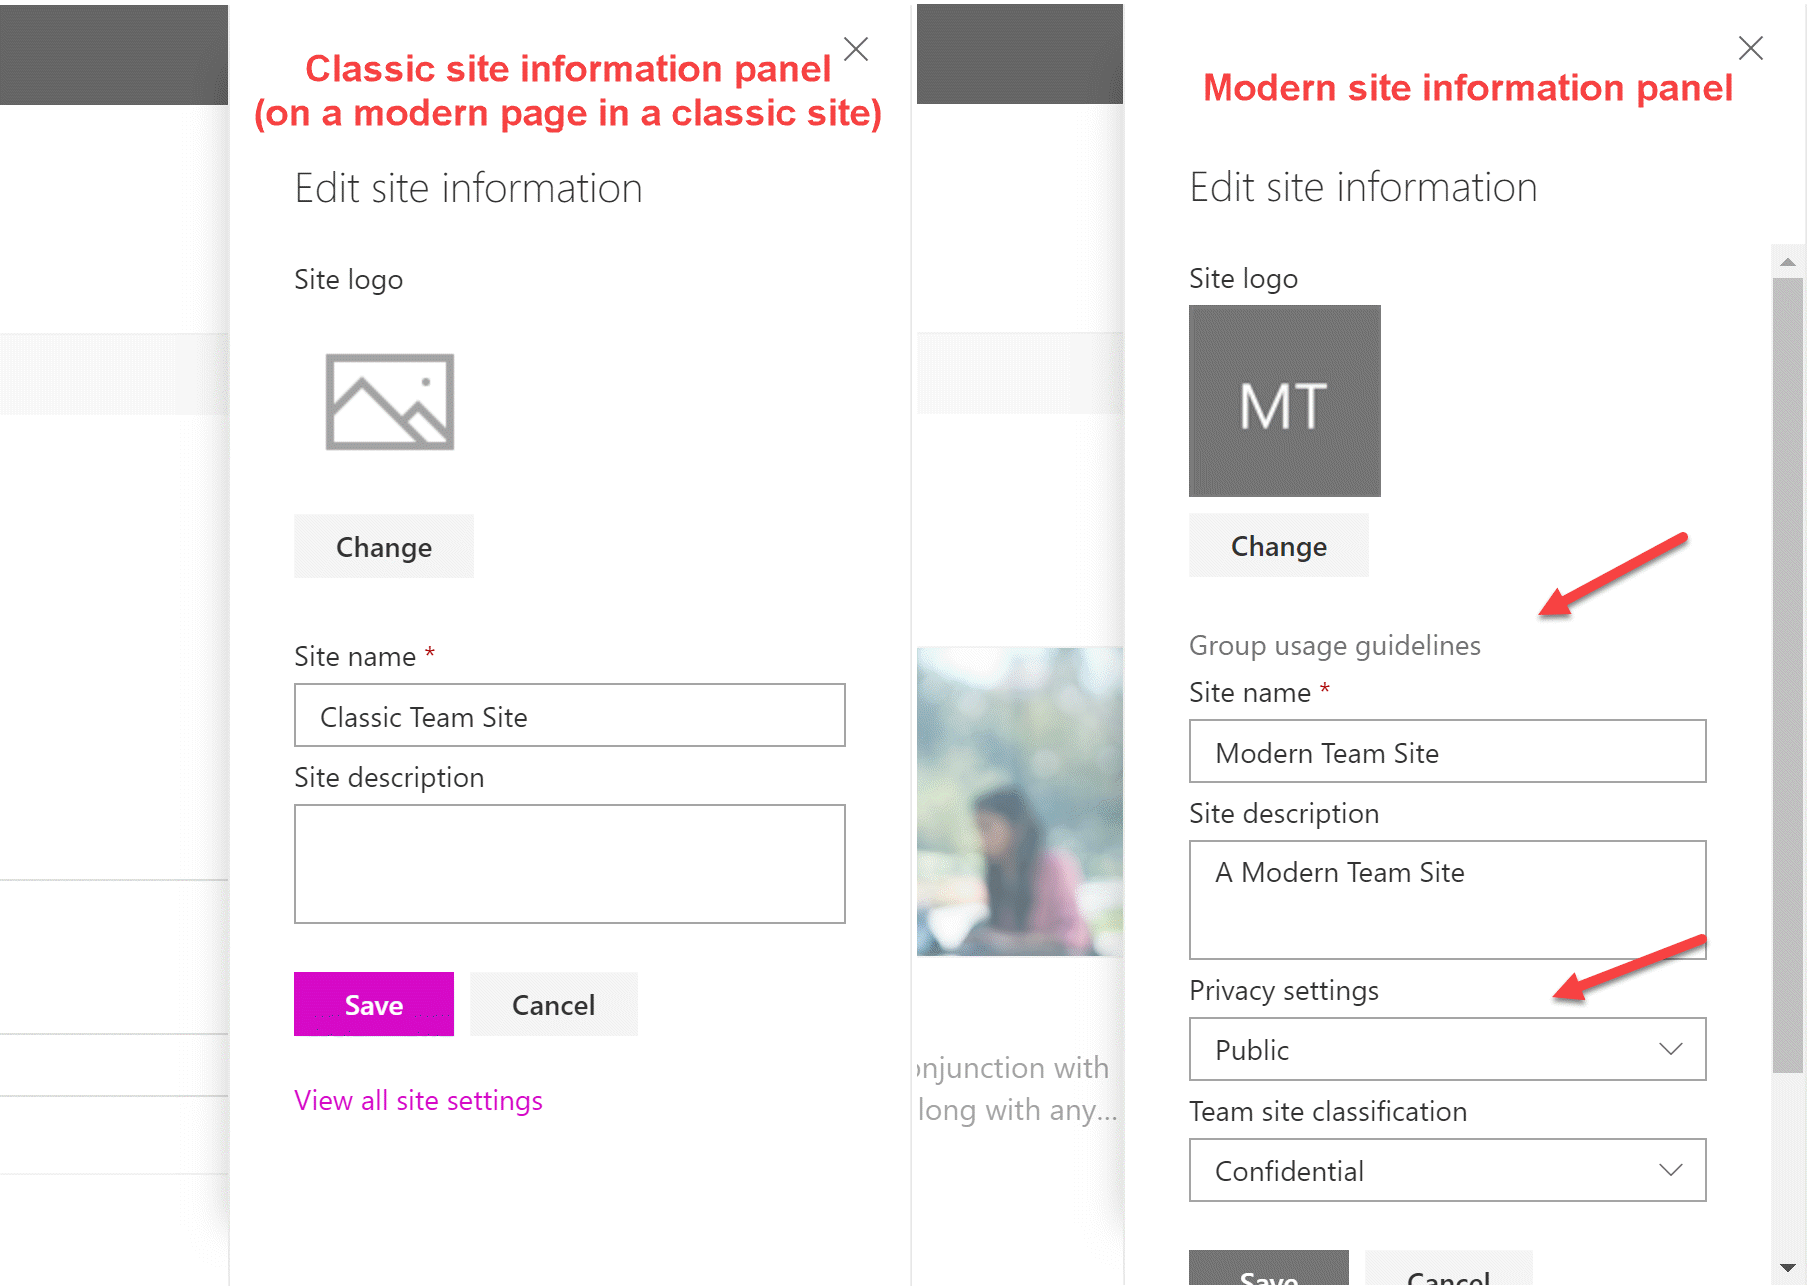 Classic site information panel
(on a modern page in a classic site)
Edit site information
Site logo
Change
Site name *
Classic Team Site
Site description
Save
Cancel
View all site settings
onjunction with
long with any...
Modern site information panel
Edit site information
Site logo
MT
Change
Group usage guidelines
Site name *
Modern Team Site
Site description
A Modern Team Site
Privacy settings
Public
Team site classification
Confidential
Save
Cancel